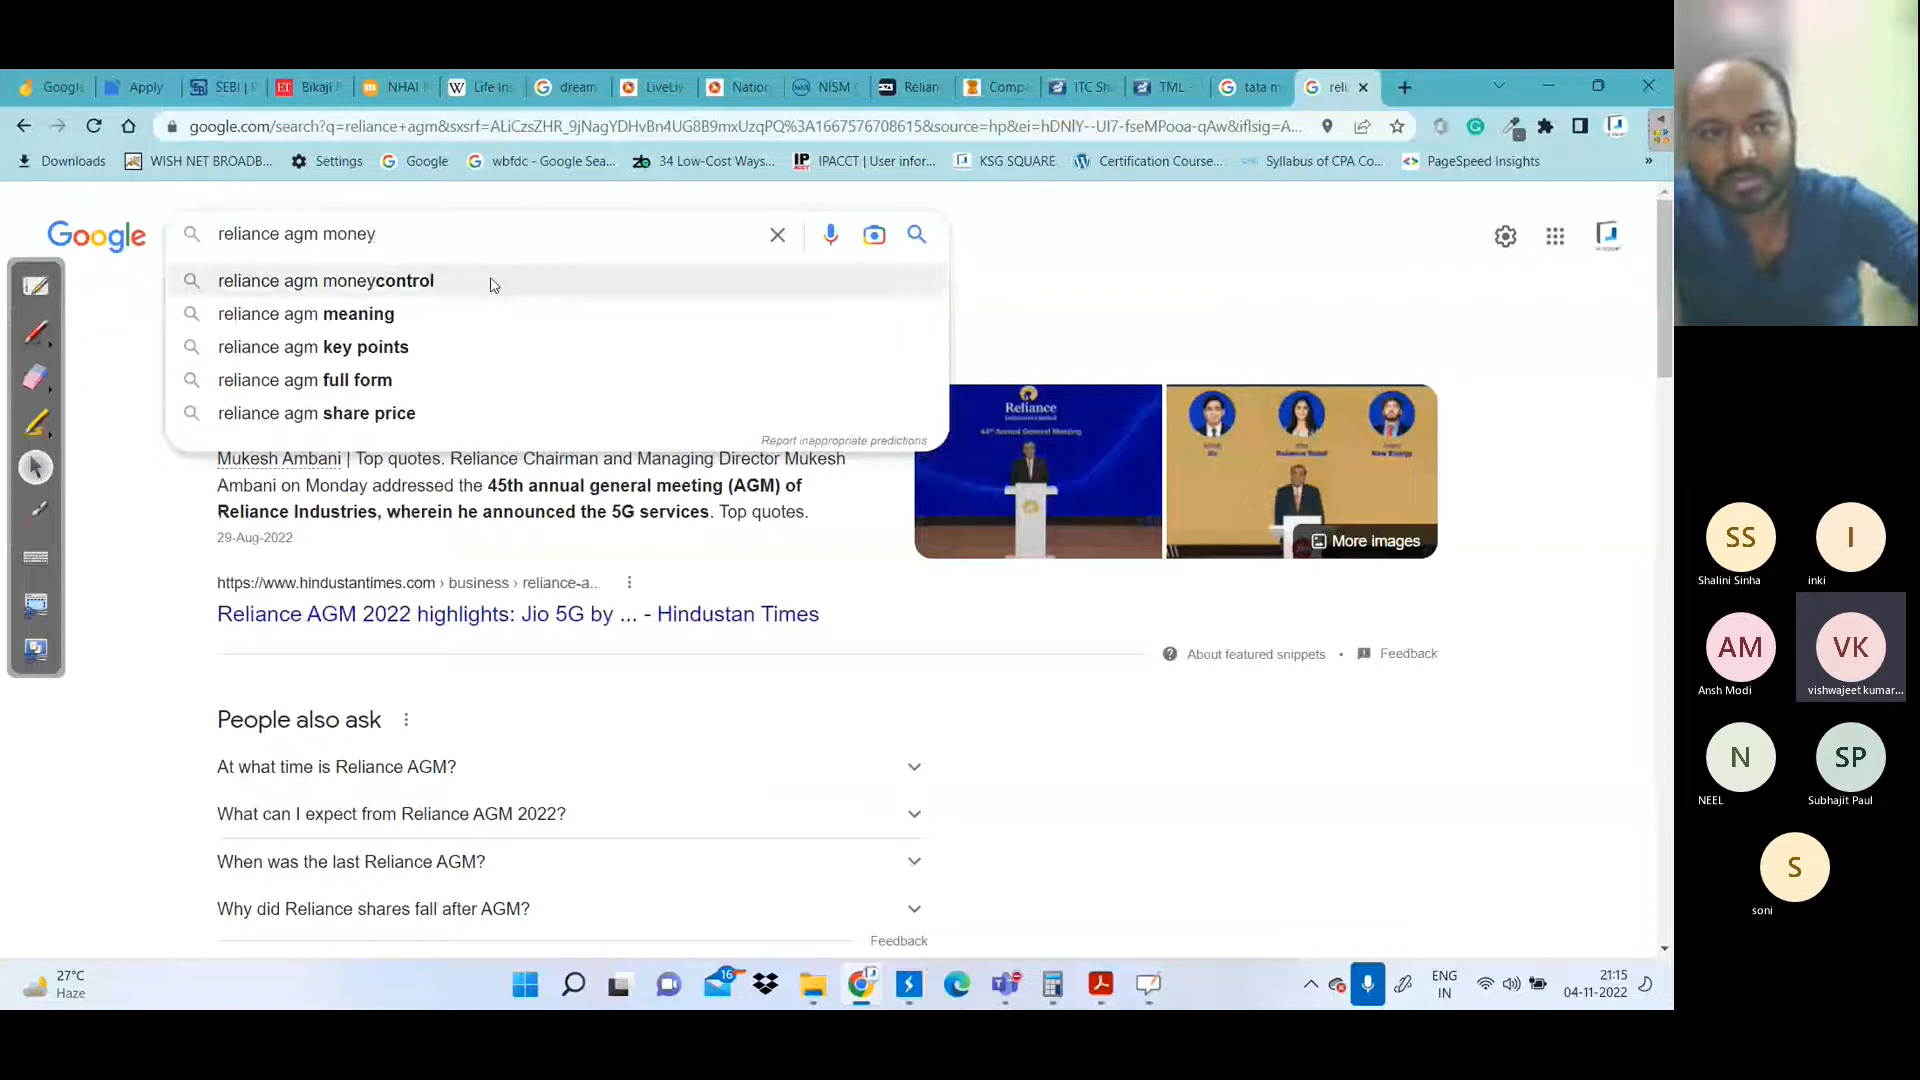 Google
Apply
SEBI | F
Bikaji F
NHAI I
Life Ins
dream
LiveLiv
Nation
NISM
Relian
Compa
ITC Sh
TML -
tata m
reli
google.com/search?q=reliance+agm&sxsrf=ALiCzsZHR_9jNagYDHvBn4UG8B9mxUzqPQ%3A1667576708615&source=hp&ei=hDNlY--UI7-fseMPooa-qAw&iflsig=A...
Downloads
WISH NET BROADB...
Settings
Google
wbfdc - Google Sea...
34 Low-Cost Ways...
IPACCT | User infor...
KSG SQUARE
Certification Course...
Syllabus of CPA Co...
PageSpeed Insights
»
Google
reliance agm money
reliance agm moneycontrol
reliance agm meaning
reliance agm key points
reliance agm full form
reliance agm share price
Report inappropriate predictions
Mukesh Ambani | Top quotes. Reliance Chairman and Managing Director Mukesh
Ambani on Monday addressed the 45th annual general meeting (AGM) of
Reliance Industries, wherein he announced the 5G services. Top quotes.
29-Aug-2022
Reliance
Annual General Meeting
Reliance Retail
New Energy
More images
https://www.hindustantimes.com › business › reliance-a...
Reliance AGM 2022 highlights: Jio 5G by ... - Hindustan Times
About featured snippets • Feedback
People also ask
At what time is Reliance AGM?
What can I expect from Reliance AGM 2022?
When was the last Reliance AGM?
Why did Reliance shares fall after AGM?
Feedback
SS
Shalini Sinha
I
inki
AM
Ansh Modi
VK
vishwajeet kumar...
N
NEEL
SP
Subhajit Paul
S
soni
27°C
Haze
16
ENG
IN
21:15
04-11-2022